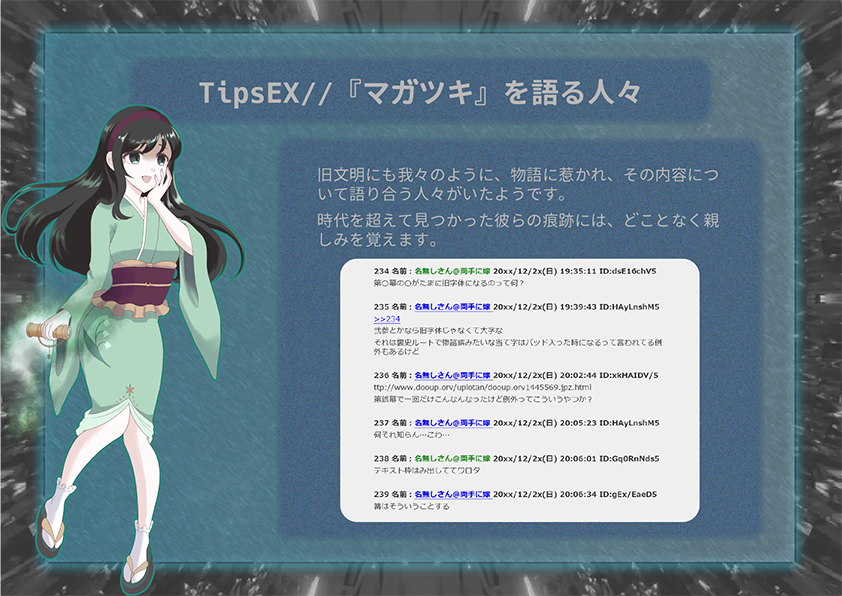 TipsEX//『マガツキ』を語る人々
旧文明にも我々のように、物語に惹かれ、その内容につ
いて語り合う人々がいたようです。
時代を超えて見つかった彼らの痕跡には、どことなく親
しみを覚えます。
234 名前：名無しさん@両手に嫁 20xx/12/2x(日) 19:35:11 ID:dsE16chV5
第〇幕の〇がたまに旧字体になるのって何？
235 名前：名無しさん@両手に嫁 20xx/12/2x(日) 19:39:43 ID:HAyLnshM5
>>234
弐参とかなら旧字体じゃなくて大字な
それは裏史ルートで惨誤嗣みたいな当て字はバッド入った時になるって言われてる例
外もあるけど
236 名前：名無しさん@両手に嫁 20xx/12/2x(日) 20:02:44 ID:xkHAIDV/5
ttp://www.dooup.orv/uplotan/dooup.orv1445569.jpz.html
第誤幕で一回だけこんなんなったけど例外ってこういうやつか？
237 名前：名無しさん@両手に嫁 20xx/12/2x(日) 20:05:23 ID:HAyLnshM5
何それ知らん…こわ…
238 名前：名無しさん@両手に嫁 20xx/12/2x(日) 20:06:01 ID:Gq0RnNds5
テキスト枠はみ出しててワロタ
239 名前：名無しさん@両手に嫁 20xx/12/2x(日) 20:06:34 ID:gEx/EaeD5
篝はそういうことする